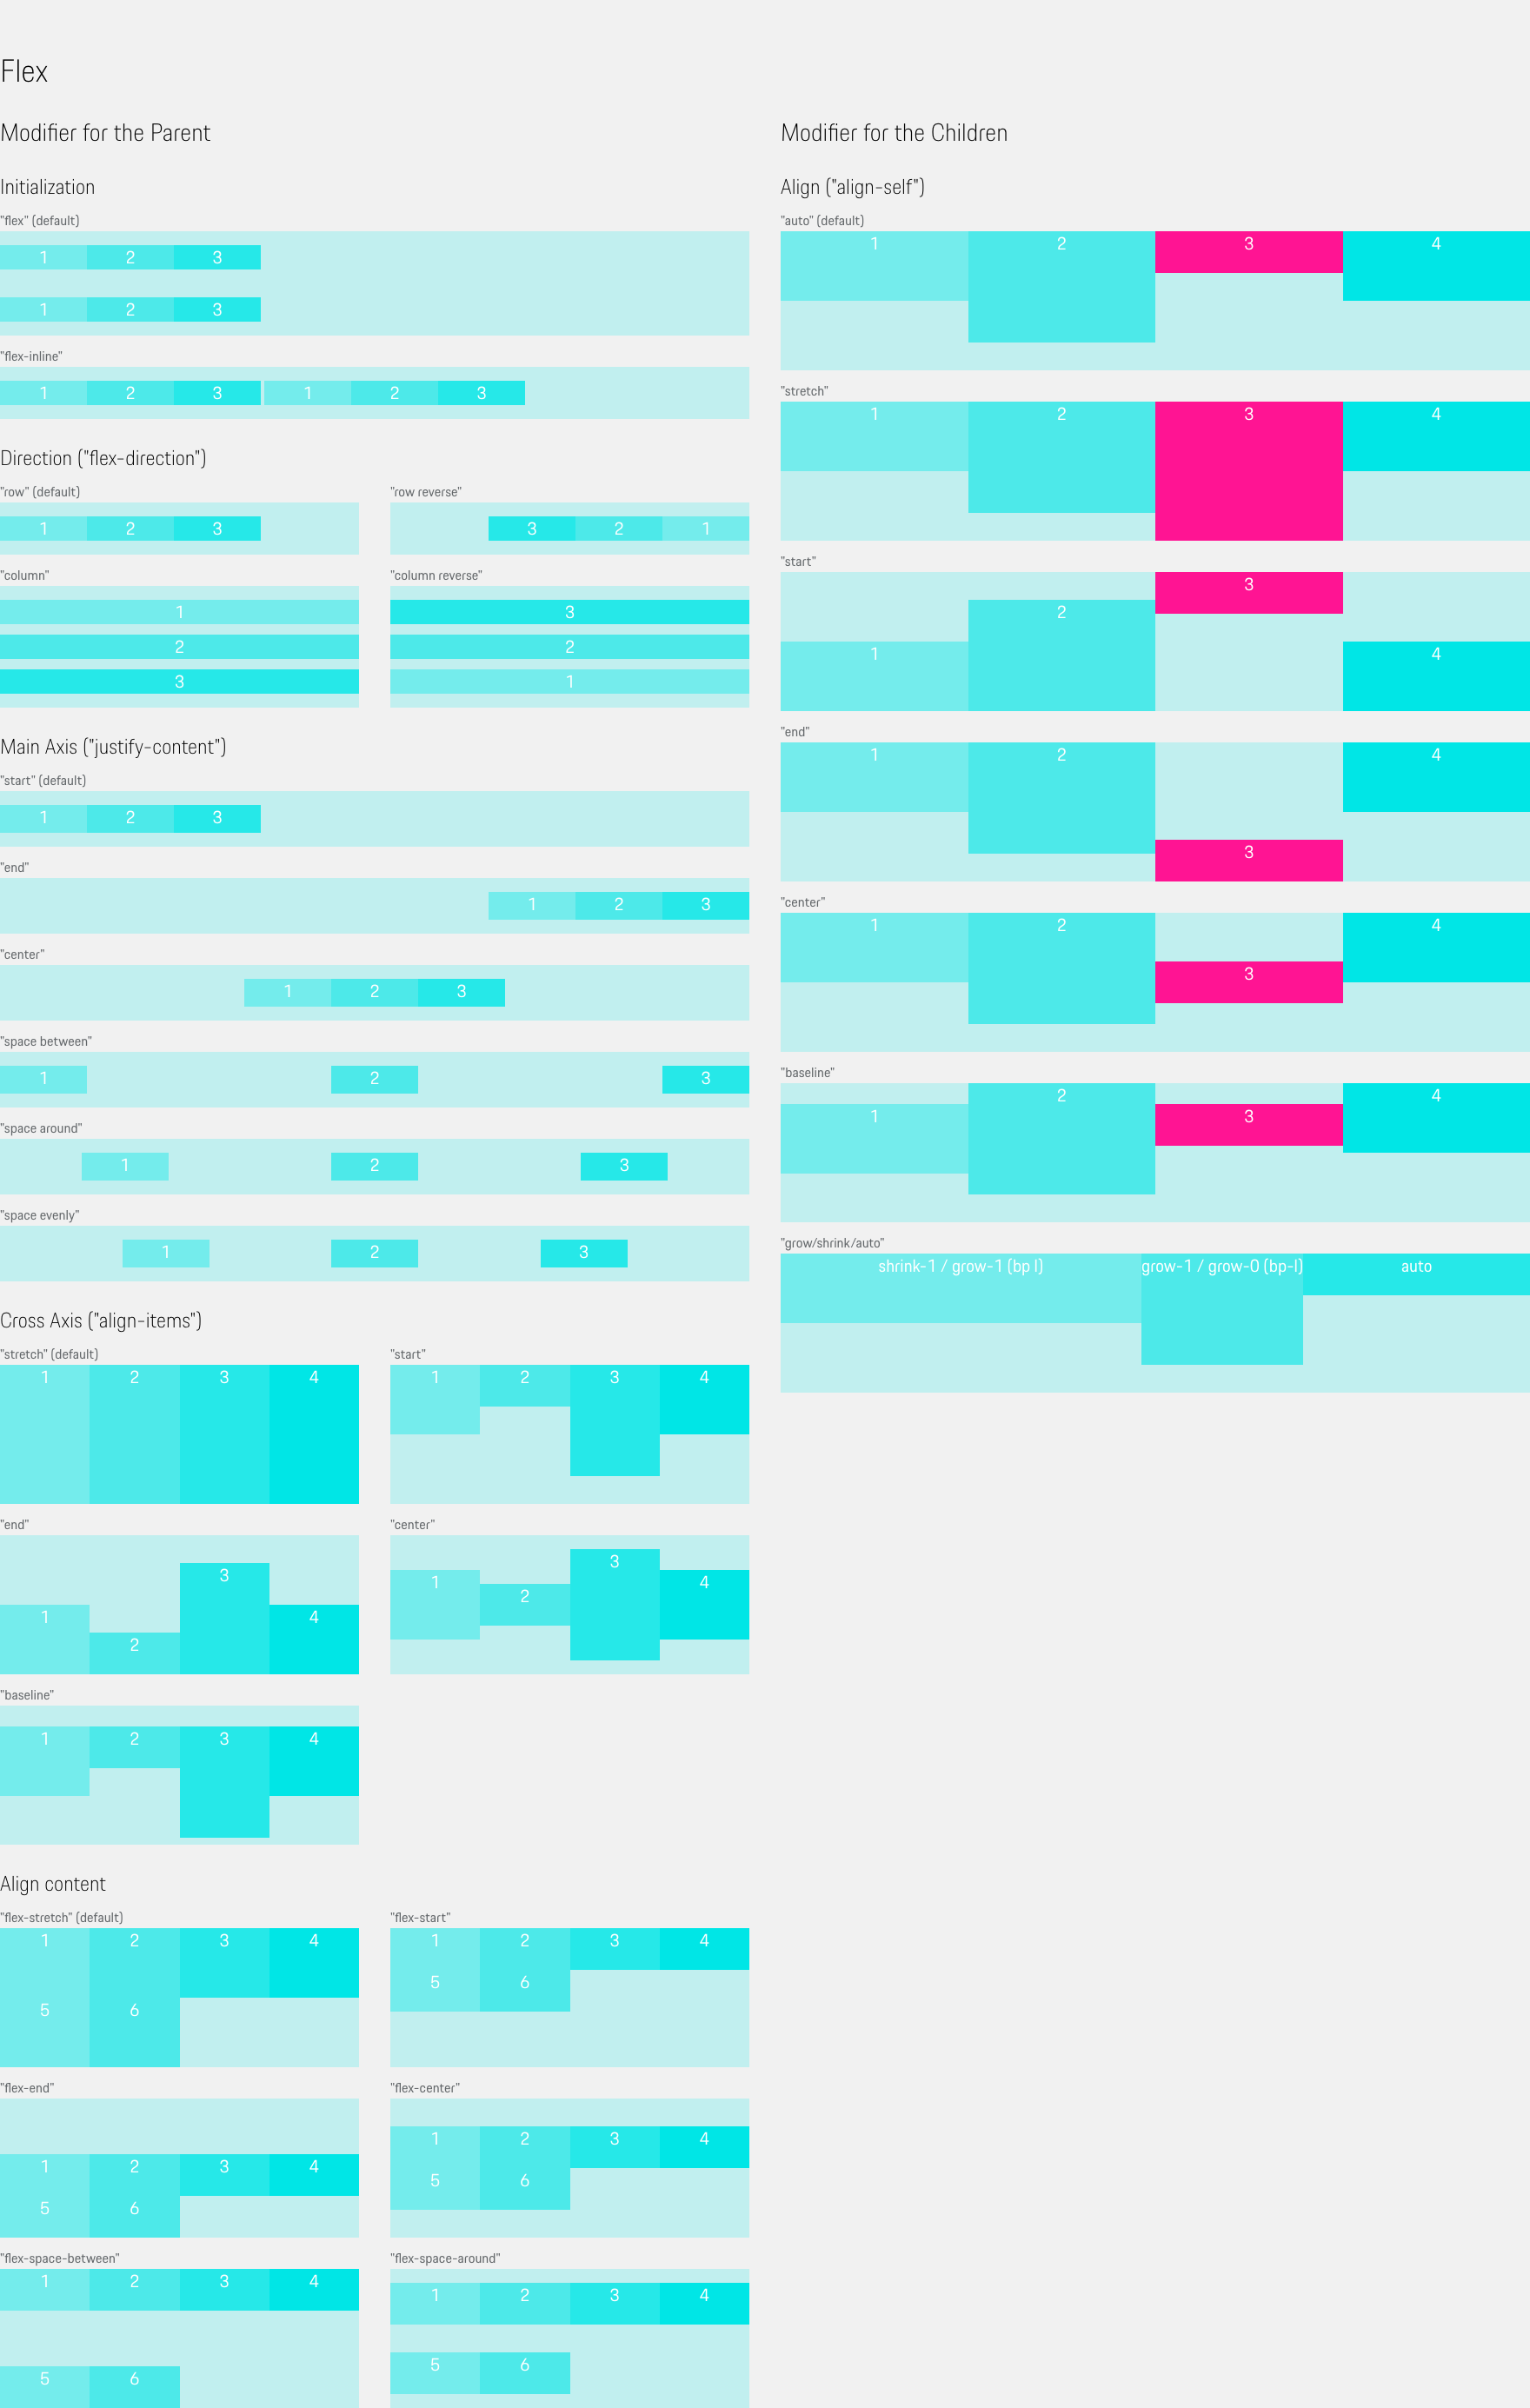 Flex
Modifier for the Parent
Initialization
"flex" (default)
1 2 3
1 2 3
"flex-inline"
1 2 3 1 2 3
Direction ("flex-direction")
"row" (default)
1 2 3
"row reverse"
3 2 1
"column"
1
2
3
"column reverse"
3
2
1
Main Axis ("justify-content")
"start" (default)
1 2 3
"end"
1 2 3
"center"
1 2 3
"space between"
1 2 3
"space around"
1 2 3
"space evenly"
1 2 3
Cross Axis ("align-items")
"stretch" (default)
1 2 3 4
"start"
1 2 3 4
"end"
3
1 4
2
"center"
3
1 4
2
"baseline"
1 2 3 4
Align content
"flex-stretch" (default)
1 2 3 4
5 6
"flex-start"
1 2 3 4
5 6
"flex-end"
1 2 3 4
5 6
"flex-center"
1 2 3 4
5 6
"flex-space-between"
1 2 3 4
5 6
"flex-space-around"
1 2 3 4
5 6
Modifier for the Children
Align ("align-self")
"auto" (default)
1 2 3 4
"stretch"
1 2 3 4
"start"
3
2
1 4
"end"
1 2 4
3
"center"
1 2 4
3
"baseline"
2 4
1 3
"grow/shrink/auto"
shrink-1 / grow-1 (bp l) grow-1 / grow-0 (bp-l) auto